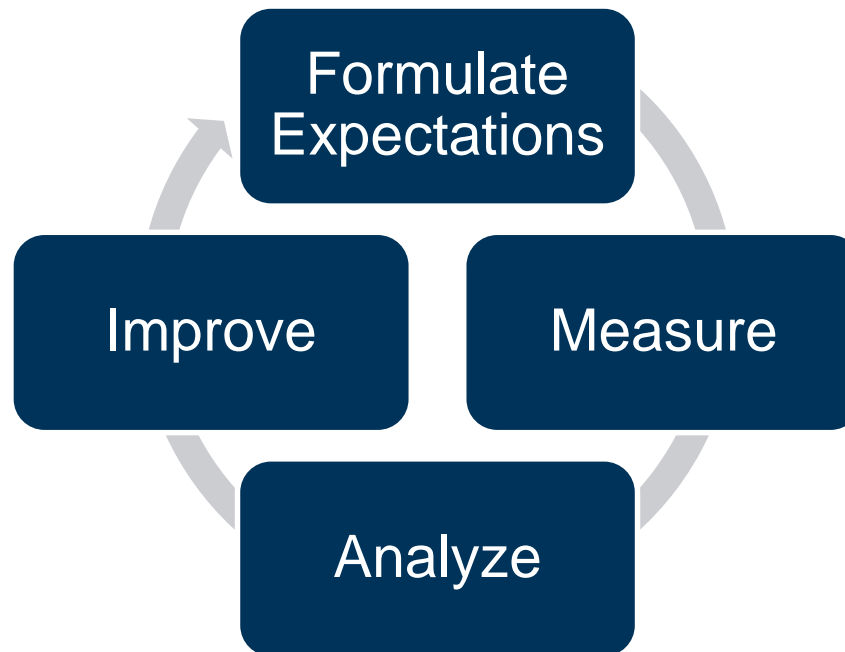 Formulate
Expectations
Improve
Measure
Analyze